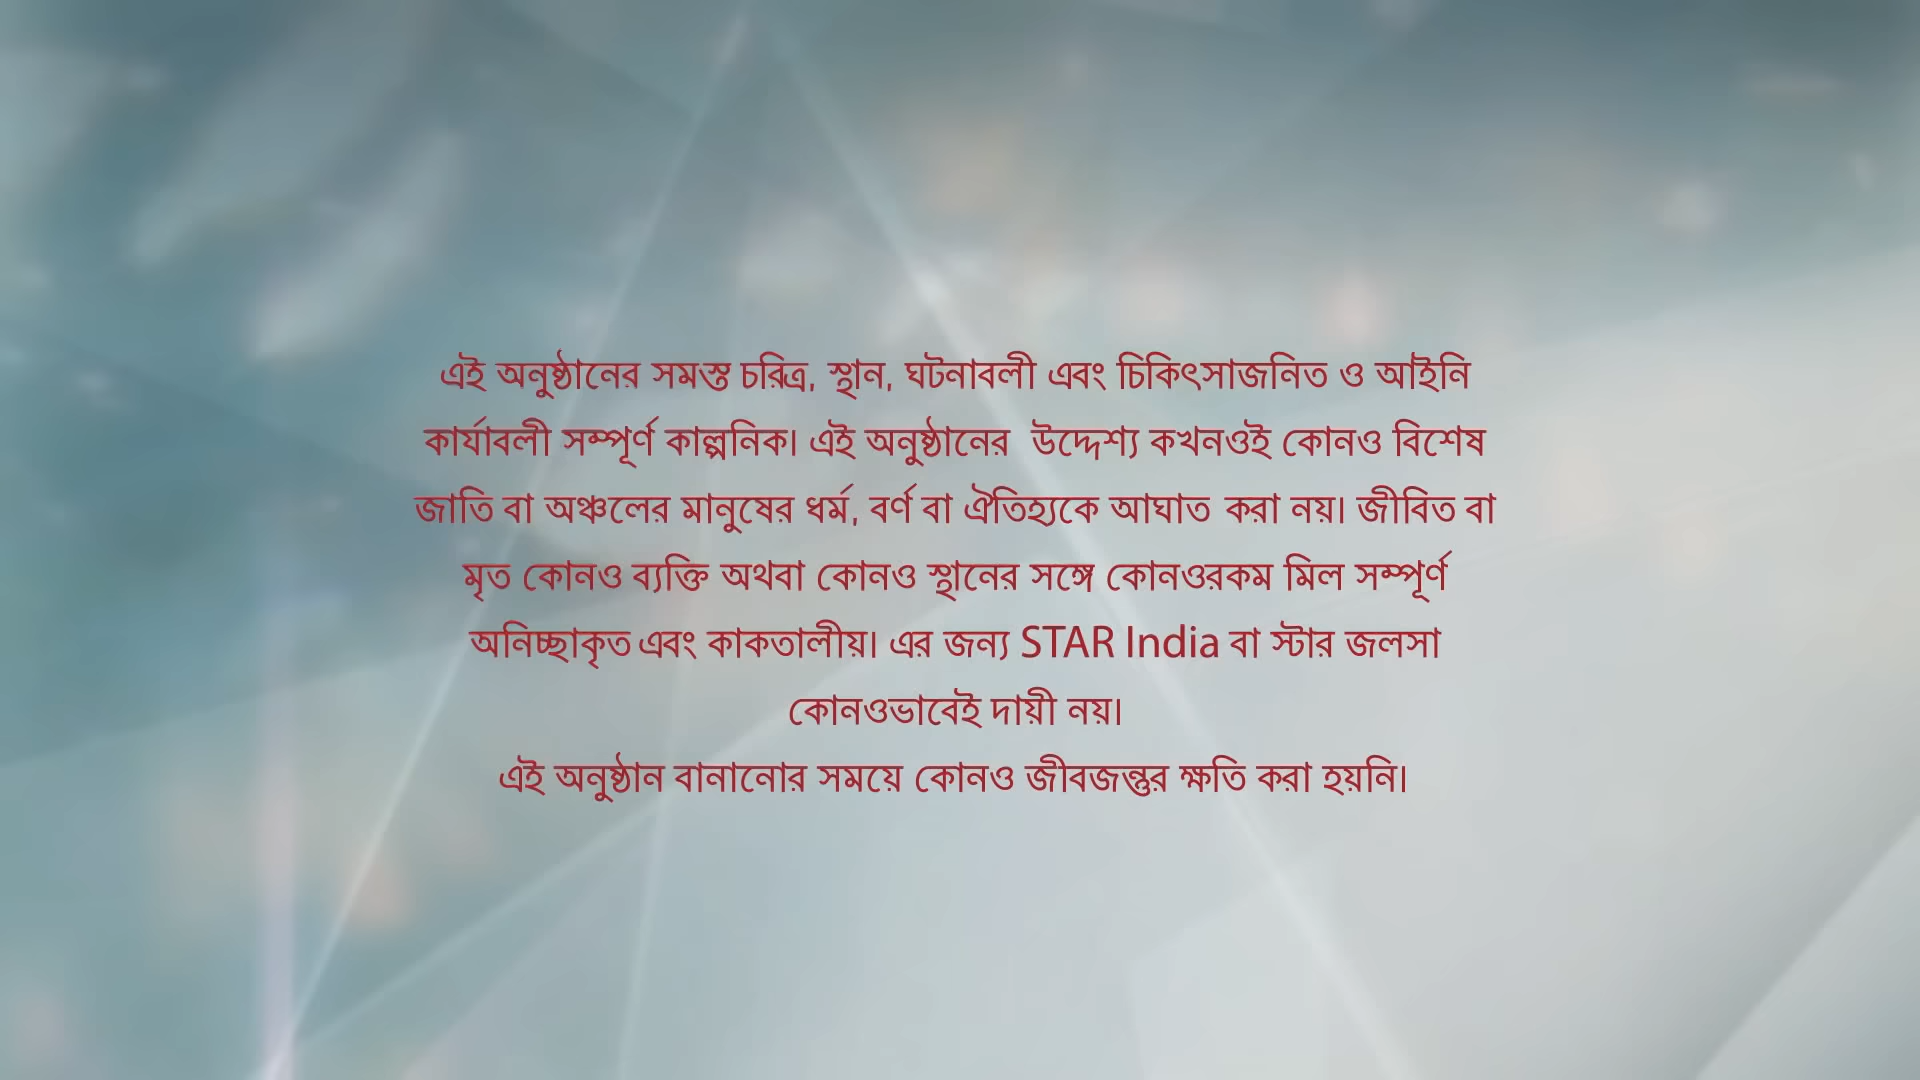 এই অনুষ্ঠানের সমস্ত চরিত্র, স্থান, ঘটনাবলী এবং চিকিৎসাজনিত ও আইনি
কার্যাবলী সম্পূর্ণ কাল্পনিক। এই অনুষ্ঠানের উদ্দেশ্য কখনওই কোনও বিশেষ
জাতি বা অঞ্চলের মানুষের ধর্ম, বর্ণ বা ঐতিহ্যকে আঘাত করা নয়। জীবিত বা
মৃত কোনও ব্যক্তি অথবা কোনও স্থানের সঙ্গে কোনওরকম মিল সম্পূর্ণ
অনিচ্ছাকৃত এবং কাকতালীয়। এর জন্য STAR India বা স্টার জলসা
কোনওভাবেই দায়ী নয়।
এই অনুষ্ঠান বানানোর সময়ে কোনও জীবজন্তুর ক্ষতি করা হয়নি।